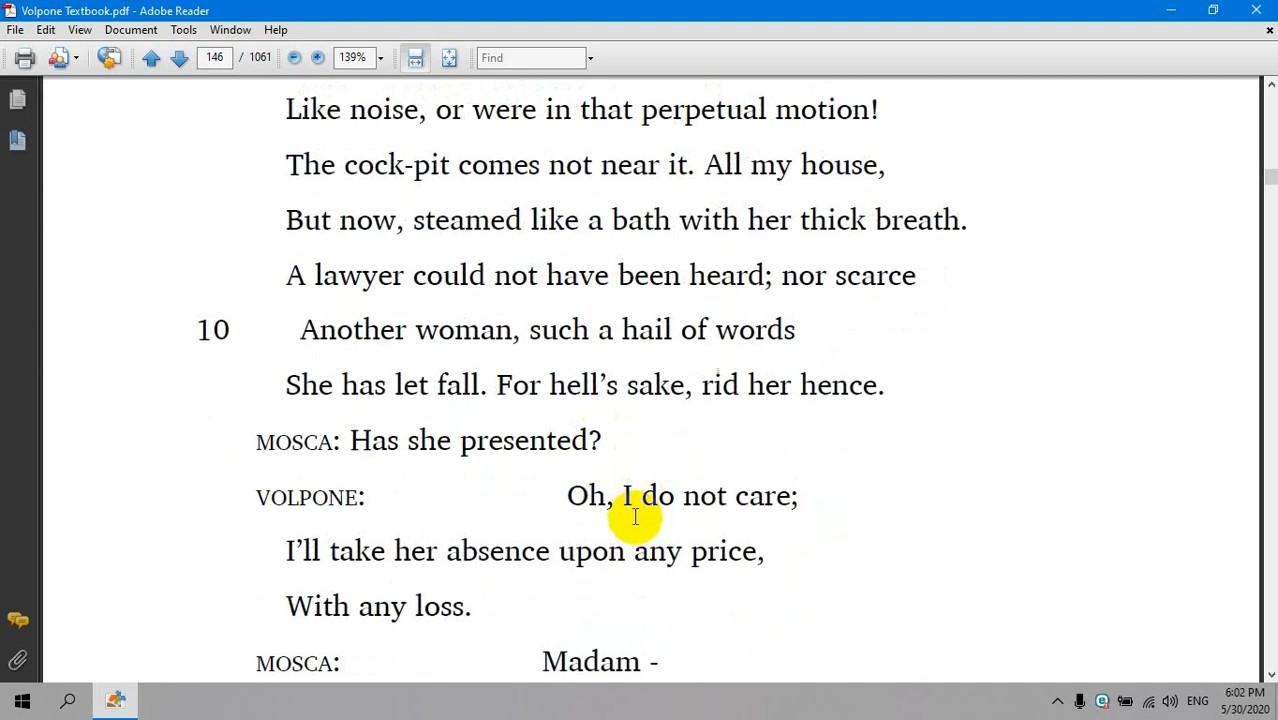 Volpone Textbook.pdf - Adobe Reader
File Edit View Document Tools Window Help
146 / 1061 139% Find
Like noise, or were in that perpetual motion!
The cock-pit comes not near it. All my house,
But now, steamed like a bath with her thick breath.
A lawyer could not have been heard; nor scarce
10 Another woman, such a hail of words
She has let fall. For hell’s sake, rid her hence.
MOSCA: Has she presented?
VOLPONE: Oh, I do not care;
I’ll take her absence upon any price,
With any loss.
MOSCA: Madam -
6:02 PM
ENG
5/30/2020